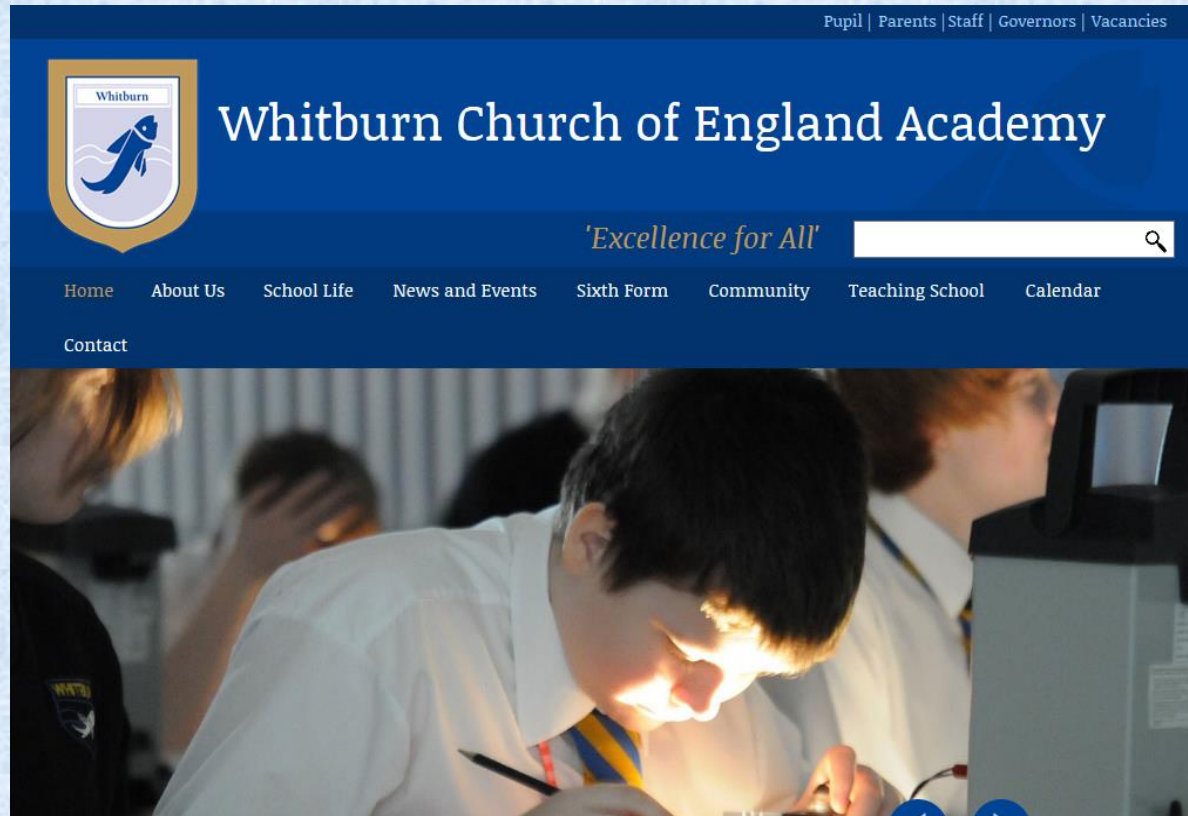 Pupil | Parents | Staff | Governors | Vacancies
Whitburn
Whitburn Church of England Academy
'Excellence for All'
Home About Us School Life News and Events Sixth Form Community Teaching School Calendar
Contact